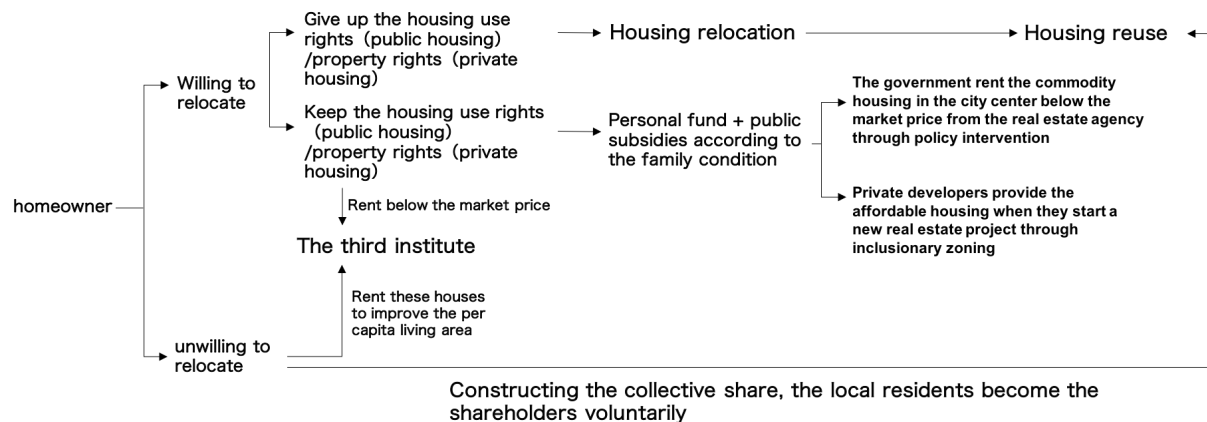 Give up the housing use
rights（public housing）
/property rights（private
housing）
Housing relocation
Housing reuse
Willing to
relocate
Keep the housing use rights
（public housing）
/property rights（private
housing）
Personal fund + public
subsidies according to
the family condition
The government rent the commodity
housing in the city center below the
market price from the real estate agency
through policy intervention
Private developers provide the
affordable housing when they start a
new real estate project through
inclusionary zoning
homeowner
Rent below the market price
The third institute
Rent these houses
to improve the per
capita living area
unwilling to
relocate
Constructing the collective share, the local residents become the
shareholders voluntarily